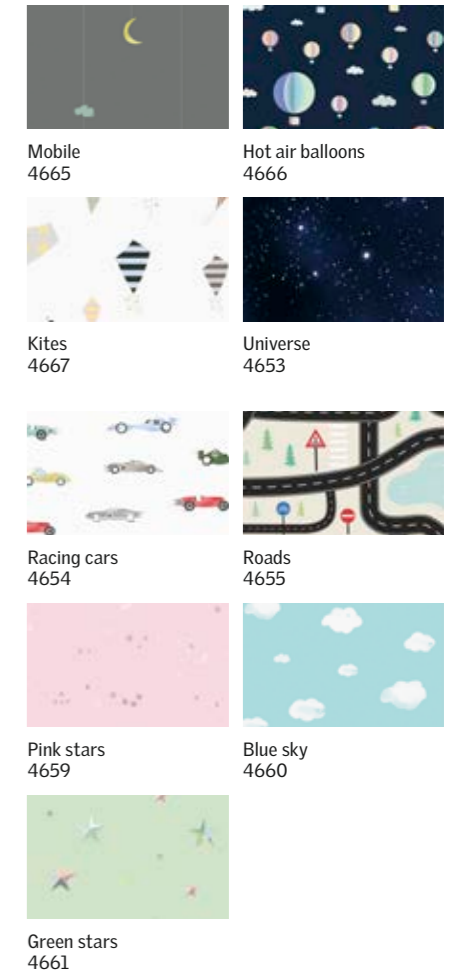 Mobile
4665
Hot air balloons
4666
Kites
4667
Universe
4653
Racing cars
4654
Roads
4655
Pink stars
4659
Blue sky
4660
Green stars
4661